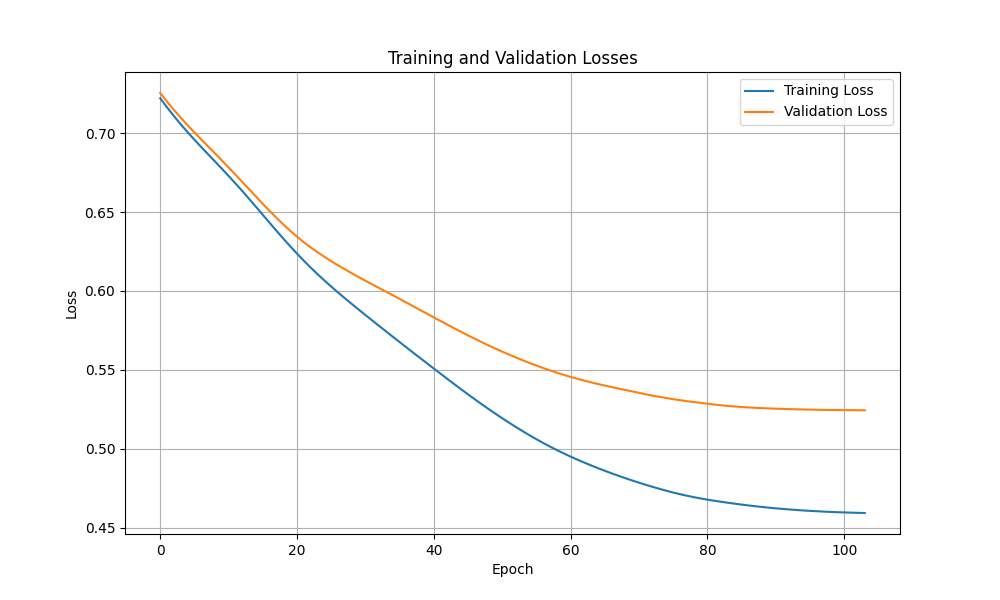 Training and Validation Losses
Training Loss
Validation Loss
0.70
0.65
0.60
0.55
0.50
0.45
Loss
0 20 40 60 80 100
Epoch